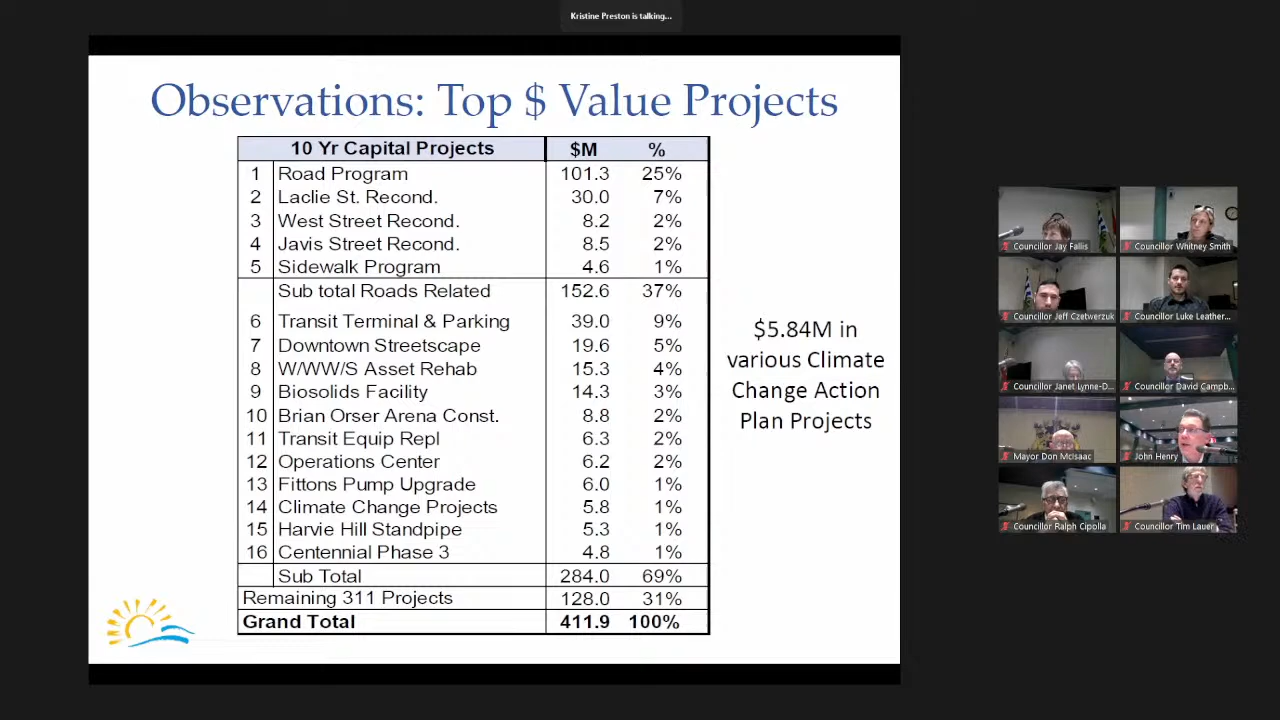 Kristine Preston is talking...
Observations: Top $ Value Projects
10 Yr Capital Projects $M %
1 Road Program 101.3 25%
2 Laclie St. Recond. 30.0 7%
3 West Street Recond. 8.2 2%
4 Javis Street Recond. 8.5 2%
5 Sidewalk Program 4.6 1%
Sub total Roads Related 152.6 37%
6 Transit Terminal & Parking 39.0 9%
7 Downtown Streetscape 19.6 5%
8 W/WW/S Asset Rehab 15.3 4%
9 Biosolids Facility 14.3 3%
10 Brian Orser Arena Const. 8.8 2%
11 Transit Equip Repl 6.3 2%
12 Operations Center 6.2 2%
13 Fittons Pump Upgrade 6.0 1%
14 Climate Change Projects 5.8 1%
15 Harvie Hill Standpipe 5.3 1%
16 Centennial Phase 3 4.8 1%
Sub Total 284.0 69%
Remaining 311 Projects 128.0 31%
Grand Total 411.9 100%
$5.84M in
various Climate
Change Action
Plan Projects
Councillor Jay Fallis
Councillor Whitney Smith
Councillor Jeff Czetwerzuk
Councillor Luke Leather...
Councillor Janet Lynne-D...
Councillor David Campb...
Mayor Don McIsaac
John Henry
Councillor Ralph Cipolla
Councillor Tim Lauer